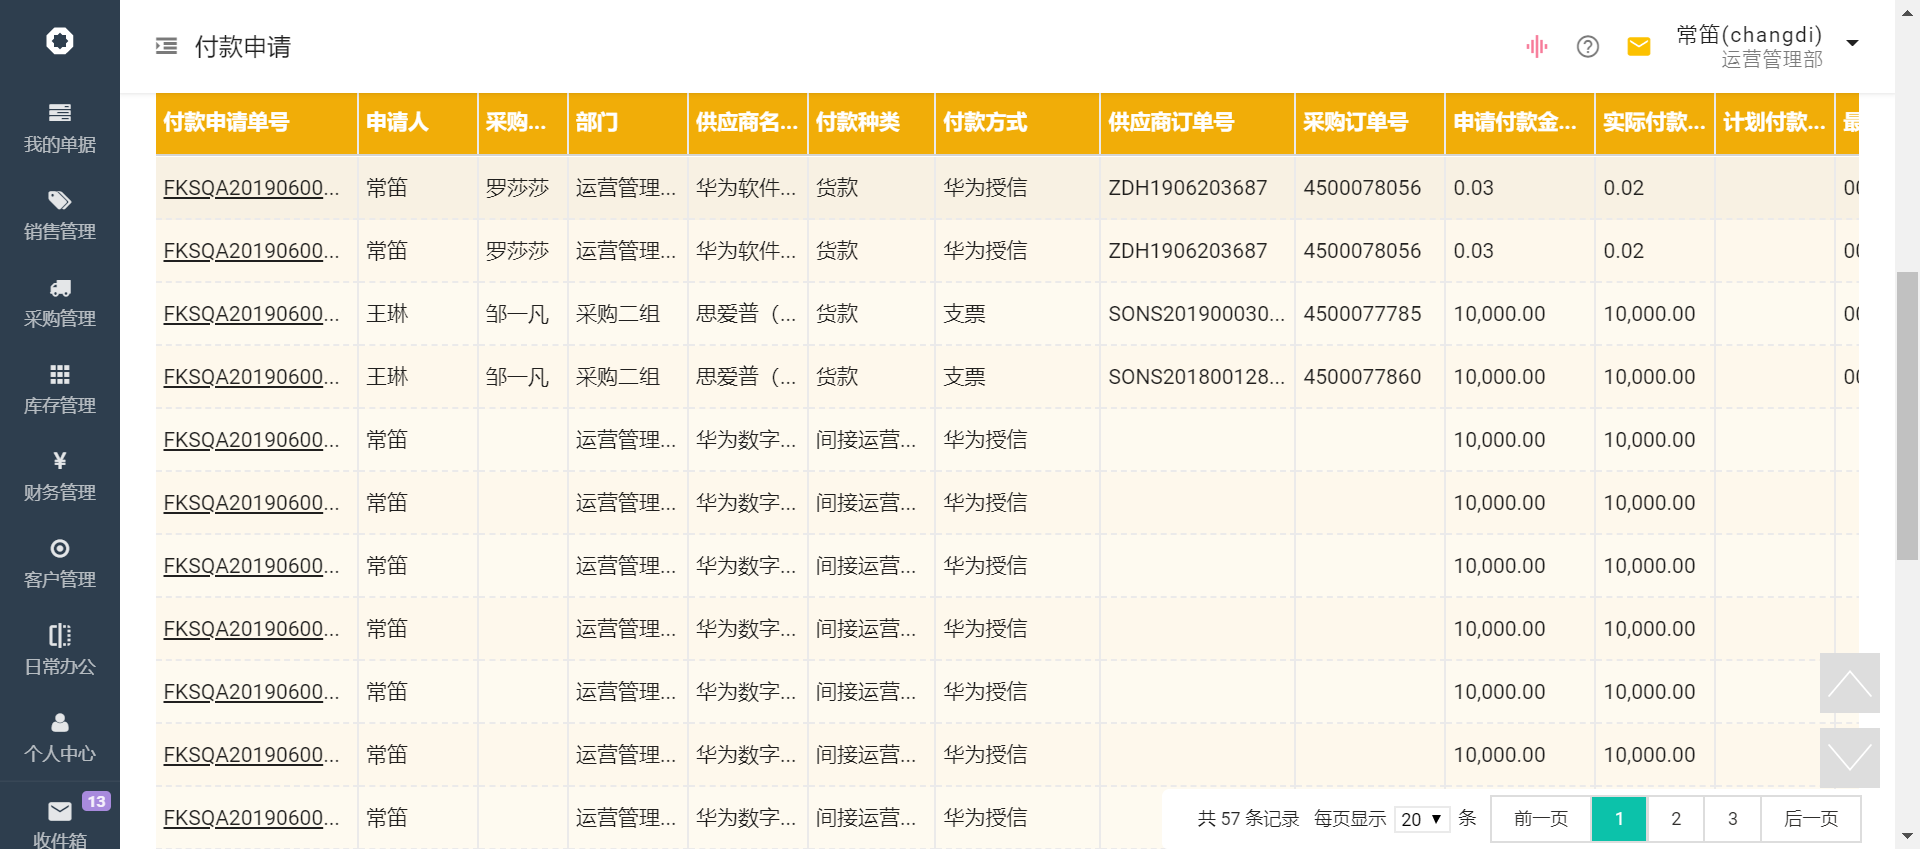 付款申请
常笛(changdi)
运营管理部
我的单据
销售管理
采购管理
库存管理
¥
财务管理
客户管理
日常办公
个人中心
13
收件箱
付款申请单号 申请人 采购... 部门 供应商名... 付款种类 付款方式 供应商订单号 采购订单号 申请付款金... 实际付款... 计划付款... 最
FKSQA20190600... 常笛 罗莎莎 运营管理... 华为软件... 货款 华为授信 ZDH1906203687 4500078056 0.03 0.02 00
FKSQA20190600... 常笛 罗莎莎 运营管理... 华为软件... 货款 华为授信 ZDH1906203687 4500078056 0.03 0.02 00
FKSQA20190600... 王琳 邹一凡 采购二组 思爱普（... 货款 支票 SONS201900030... 4500077785 10,000.00 10,000.00 00
FKSQA20190600... 王琳 邹一凡 采购二组 思爱普（... 货款 支票 SONS201800128... 4500077860 10,000.00 10,000.00 00
FKSQA20190600... 常笛 运营管理... 华为数字... 间接运营... 华为授信 10,000.00 10,000.00
FKSQA20190600... 常笛 运营管理... 华为数字... 间接运营... 华为授信 10,000.00 10,000.00
FKSQA20190600... 常笛 运营管理... 华为数字... 间接运营... 华为授信 10,000.00 10,000.00
FKSQA20190600... 常笛 运营管理... 华为数字... 间接运营... 华为授信 10,000.00 10,000.00
FKSQA20190600... 常笛 运营管理... 华为数字... 间接运营... 华为授信 10,000.00 10,000.00
FKSQA20190600... 常笛 运营管理... 华为数字... 间接运营... 华为授信 10,000.00 10,000.00
FKSQA20190600... 常笛 运营管理... 华为数字... 间接运营... 华为授信
共 57 条记录 每页显示 20 条 前一页 1 2 3 后一页